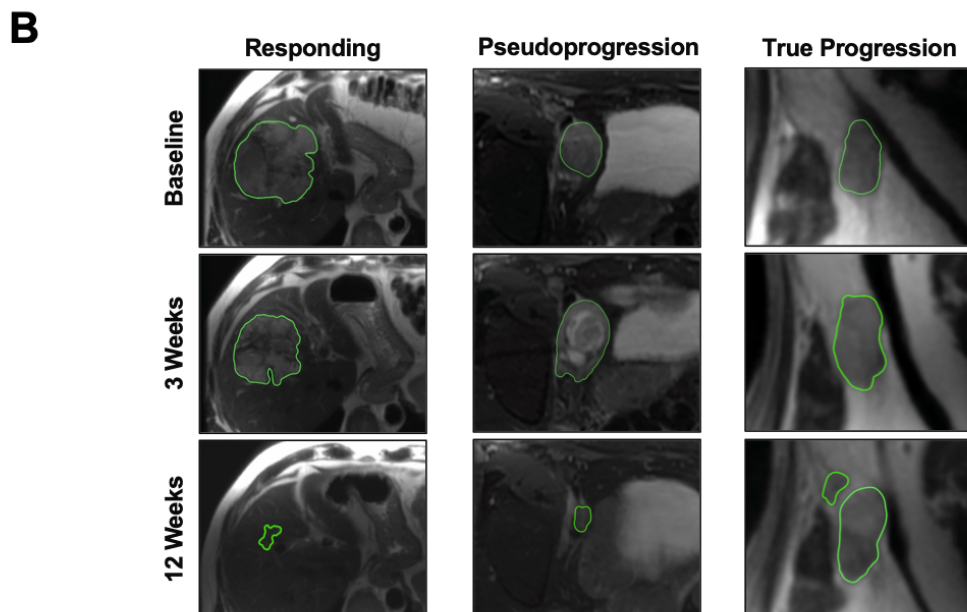 B
Responding
Pseudoprogression
True Progression
Baseline
3 Weeks
12 Weeks